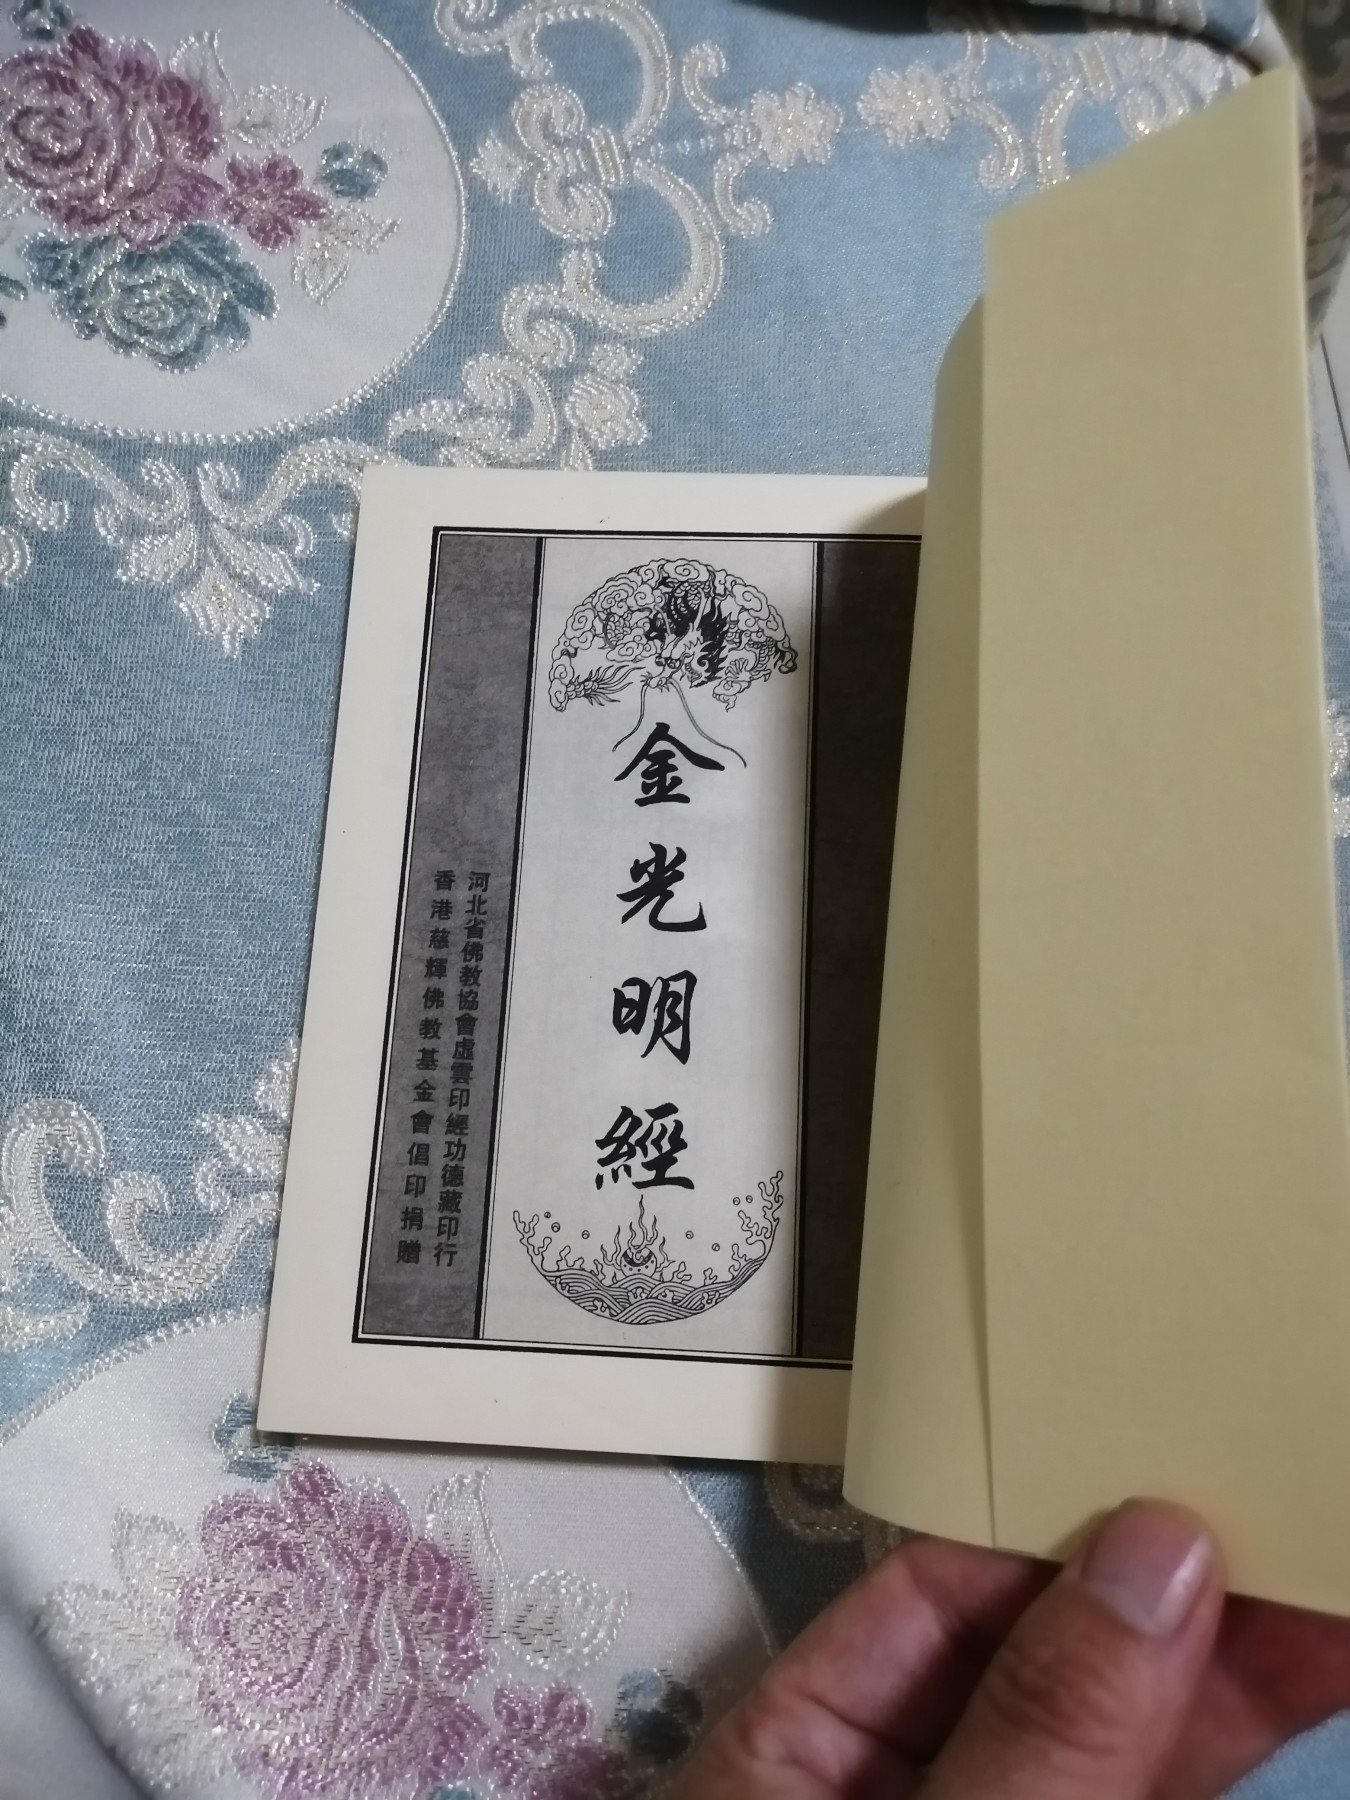 金光明經
河北省佛教協會虛雲印經功德藏印行
香港慈輝佛教基金會倡印捐贈